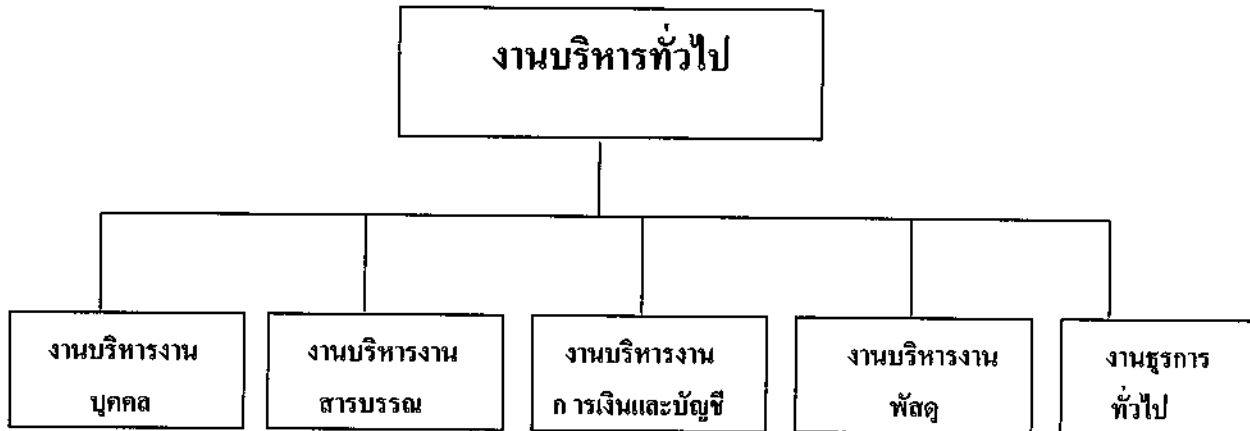 งานบริหารทั่วไป
งานบริหารงาน
บุคคล
งานบริหารงาน
สารบรรณ
งานบริหารงาน
การเงินและบัญชี
งานบริหารงาน
พัสดุ
งานธุรการ
ทั่วไป